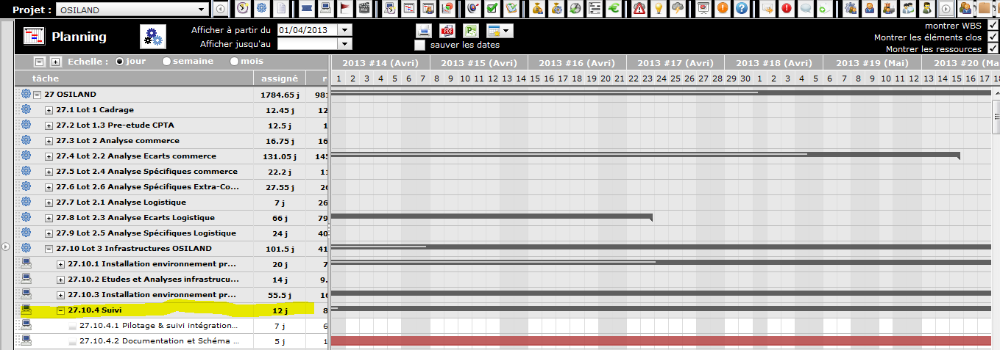 Projet : OSILAND
Planning
Afficher à partir du 01/04/2013
Afficher jusqu'au
sauver les dates
montrer WBS
Montrer les éléments clos
Montrer les ressources
Echelle : jour semaine mois
2013 #14 (Avri) 2013 #15 (Avri) 2013 #16 (Avri) 2013 #17 (Avri) 2013 #18 (Avri) 2013 #19 (Mai) 2013 #20 (Ma
tâche assigné r 1 2 3 4 5 6 7 8 9 10 11 12 13 14 15 16 17 18 19 20 21 22 23 24 25 26 27 28 29 30 1 2 3 4 5 6 7 8 9 10 11 12 13 14 15 16 17 18
27 OSILAND 1784.65 j 981
27.1 Lot 1 Cadrage 12.45 j 12
27.2 Lot 1.3 Pre-etude CPTA 12.5 j 1
27.3 Lot 2 Analyse commerce 16.75 j 16
27.4 Lot 2.2 Analyse Ecarts commerce 131.05 j 145
27.5 Lot 2.4 Analyse Spécifiques commerce 22.2 j 11
27.6 Lot 2.6 Analyse Spécifiques Extra-Co... 27.55 j 26
27.7 Lot 2.1 Analyse Logistique 7 j 26
27.8 Lot 2.3 Analyse Ecarts Logistique 66 j 79
27.9 Lot 2.5 Analyse Spécifiques Logistique 24 j 40
27.10 Lot 3 Infrastructures OSILAND 101.5 j 41
27.10.1 Installation environnement pr... 20 j 7
27.10.2 Etudes et Analyses infrastrucu... 14 j 9.
27.10.3 Installation environnement pr... 55.5 j 16
27.10.4 Suivi 12 j 8
27.10.4.1 Pilotage & suivi intégration... 7 j 6
27.10.4.2 Documentation et Schéma ... 5 j 1